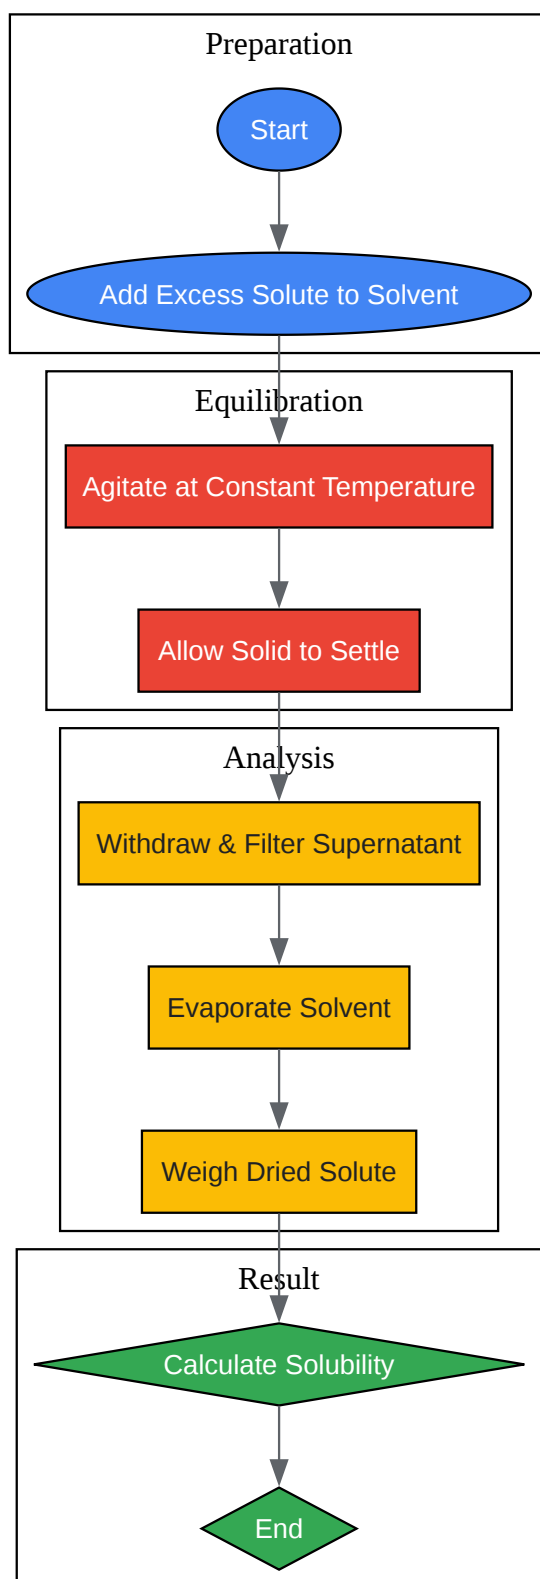 Preparation
Start
Add Excess Solute to Solvent
Equilibration
Agitate at Constant Temperature
Allow Solid to Settle
Analysis
Withdraw & Filter Supernatant
Evaporate Solvent
Weigh Dried Solute
Result
Calculate Solubility
End